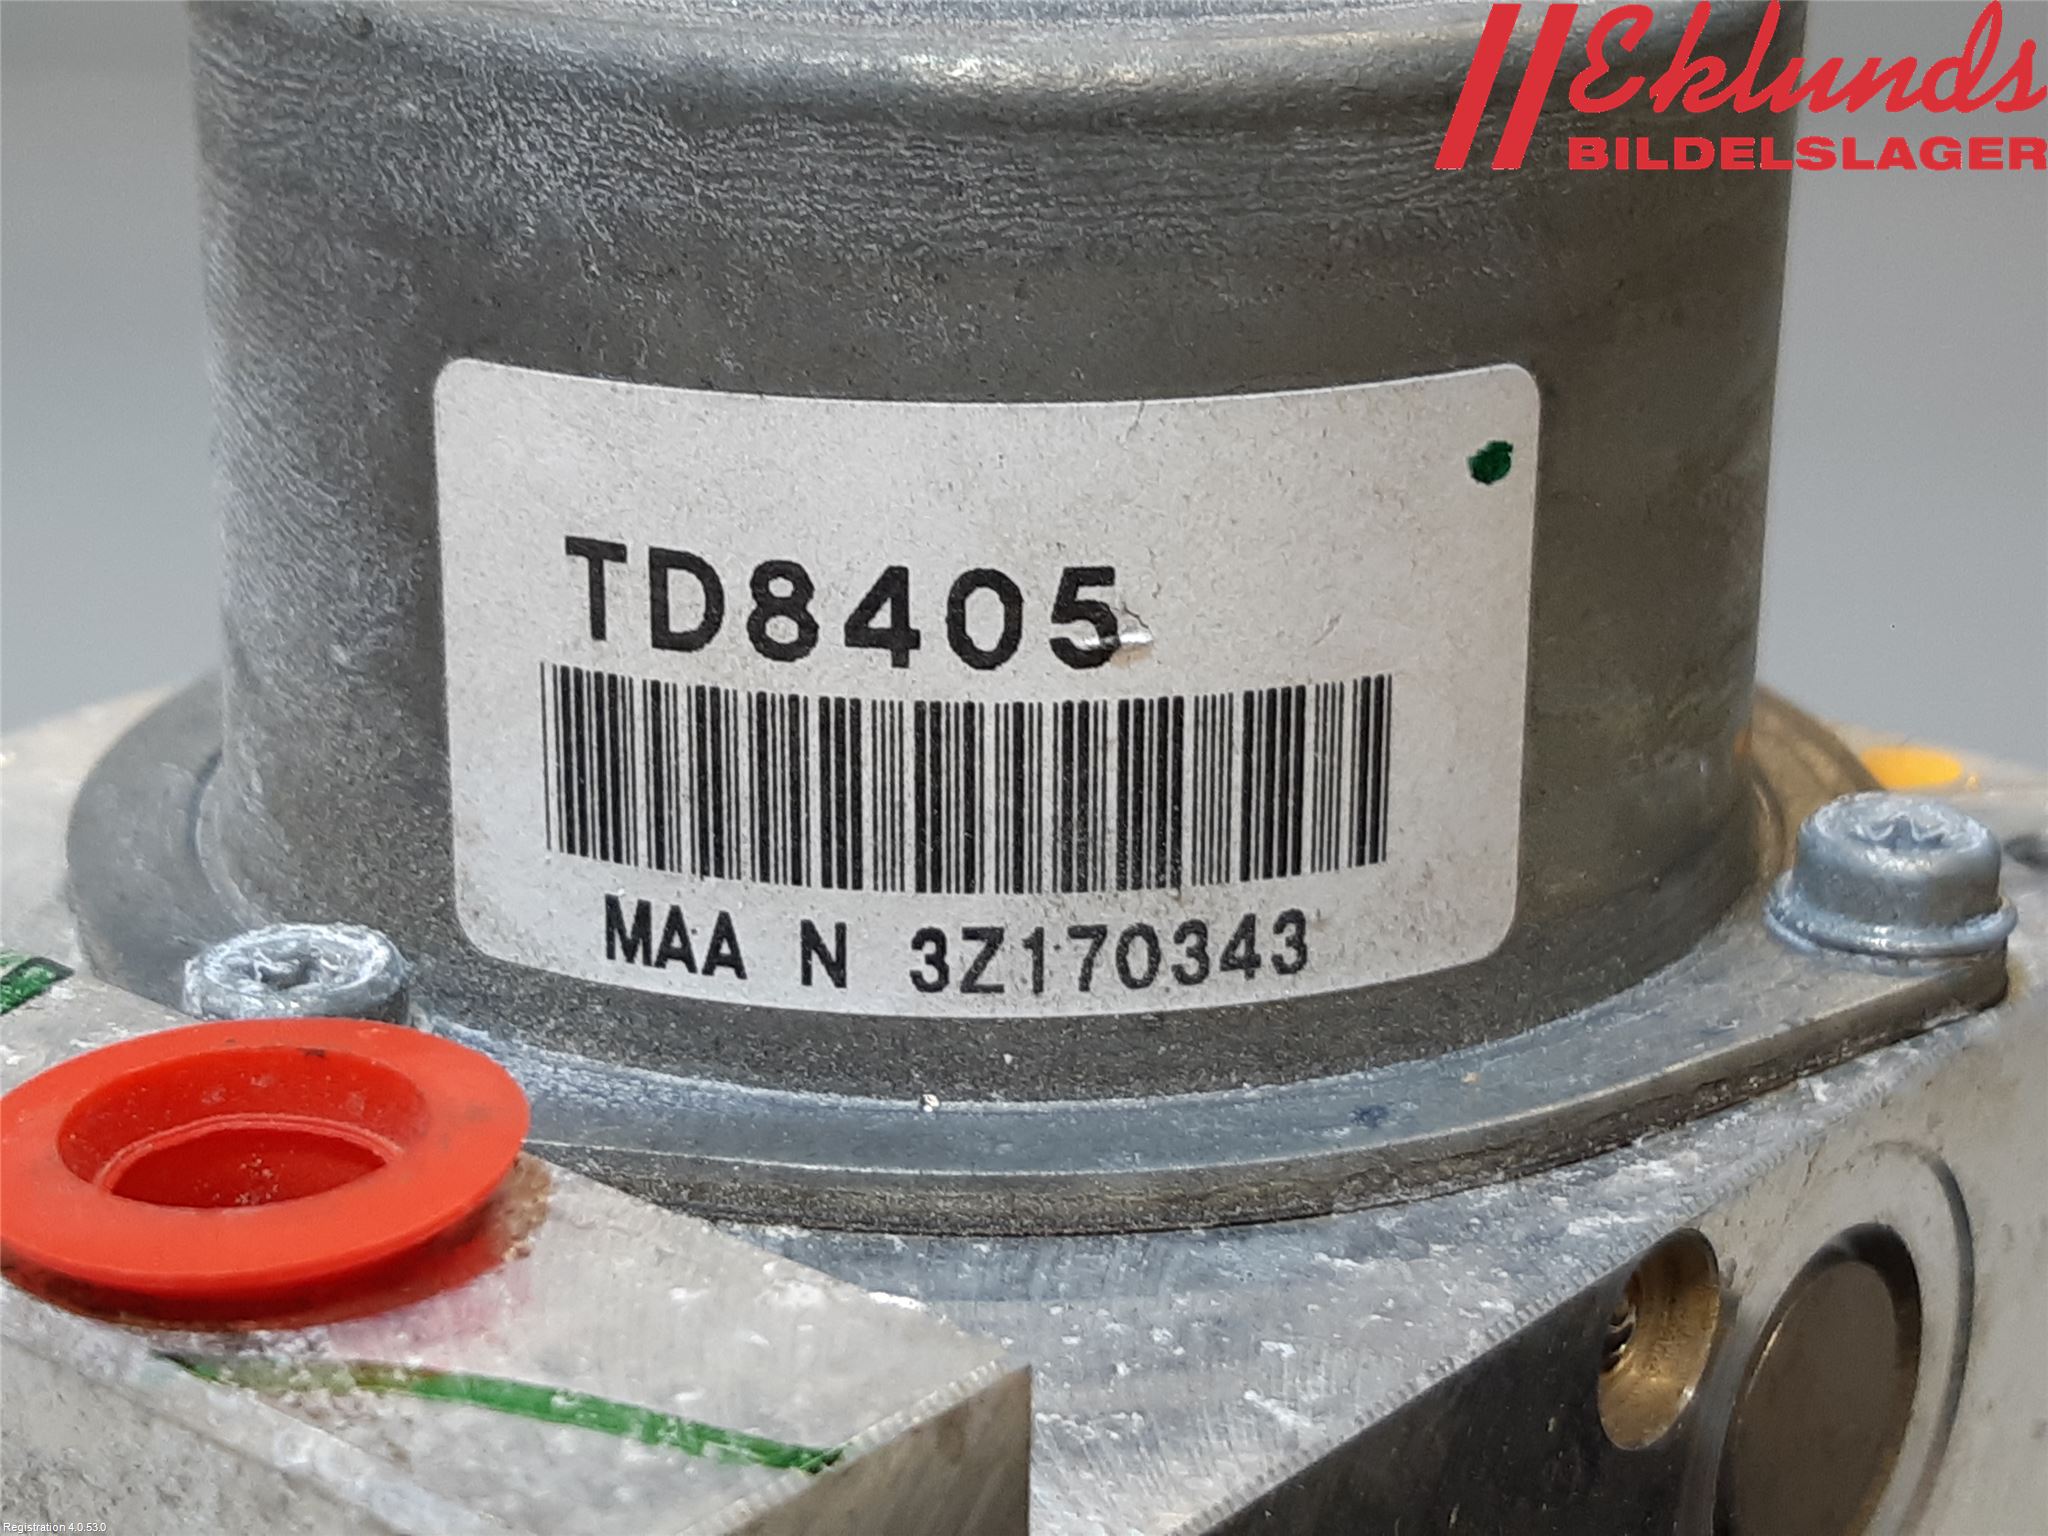 Eklunds
BILDELSLAGER
TD8405
MAA N 3Z170343
Registration 4.0.53.0